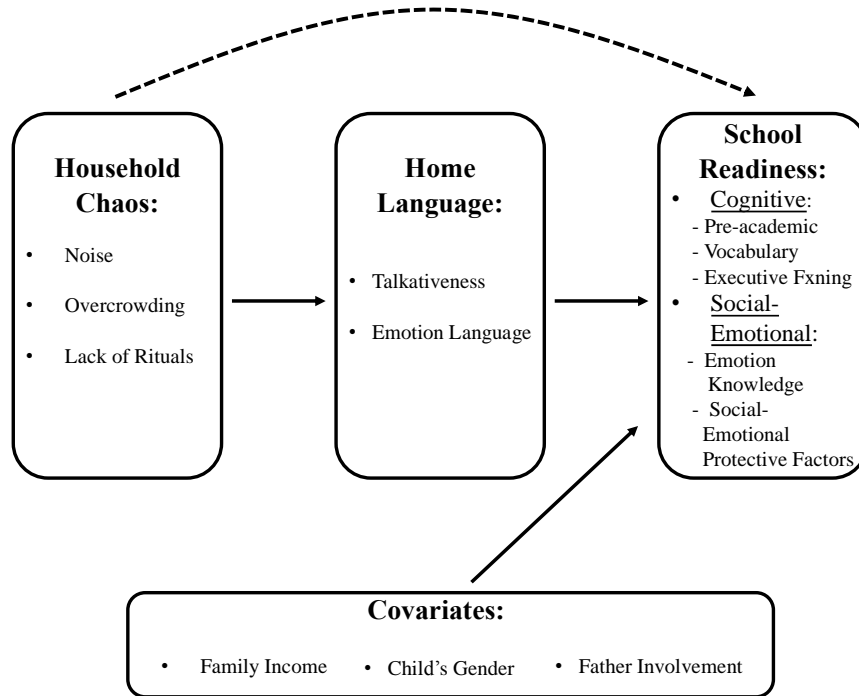 Household
Chaos:
• Noise
• Overcrowding
• Lack of Rituals
Home
Language:
• Talkativeness
• Emotion Language
School
Readiness:
• Cognitive:
- Pre-academic
- Vocabulary
- Executive Fxning
• Social-
Emotional:
- Emotion
Knowledge
- Social-
Emotional
Protective Factors
Covariates:
• Family Income • Child’s Gender • Father Involvement